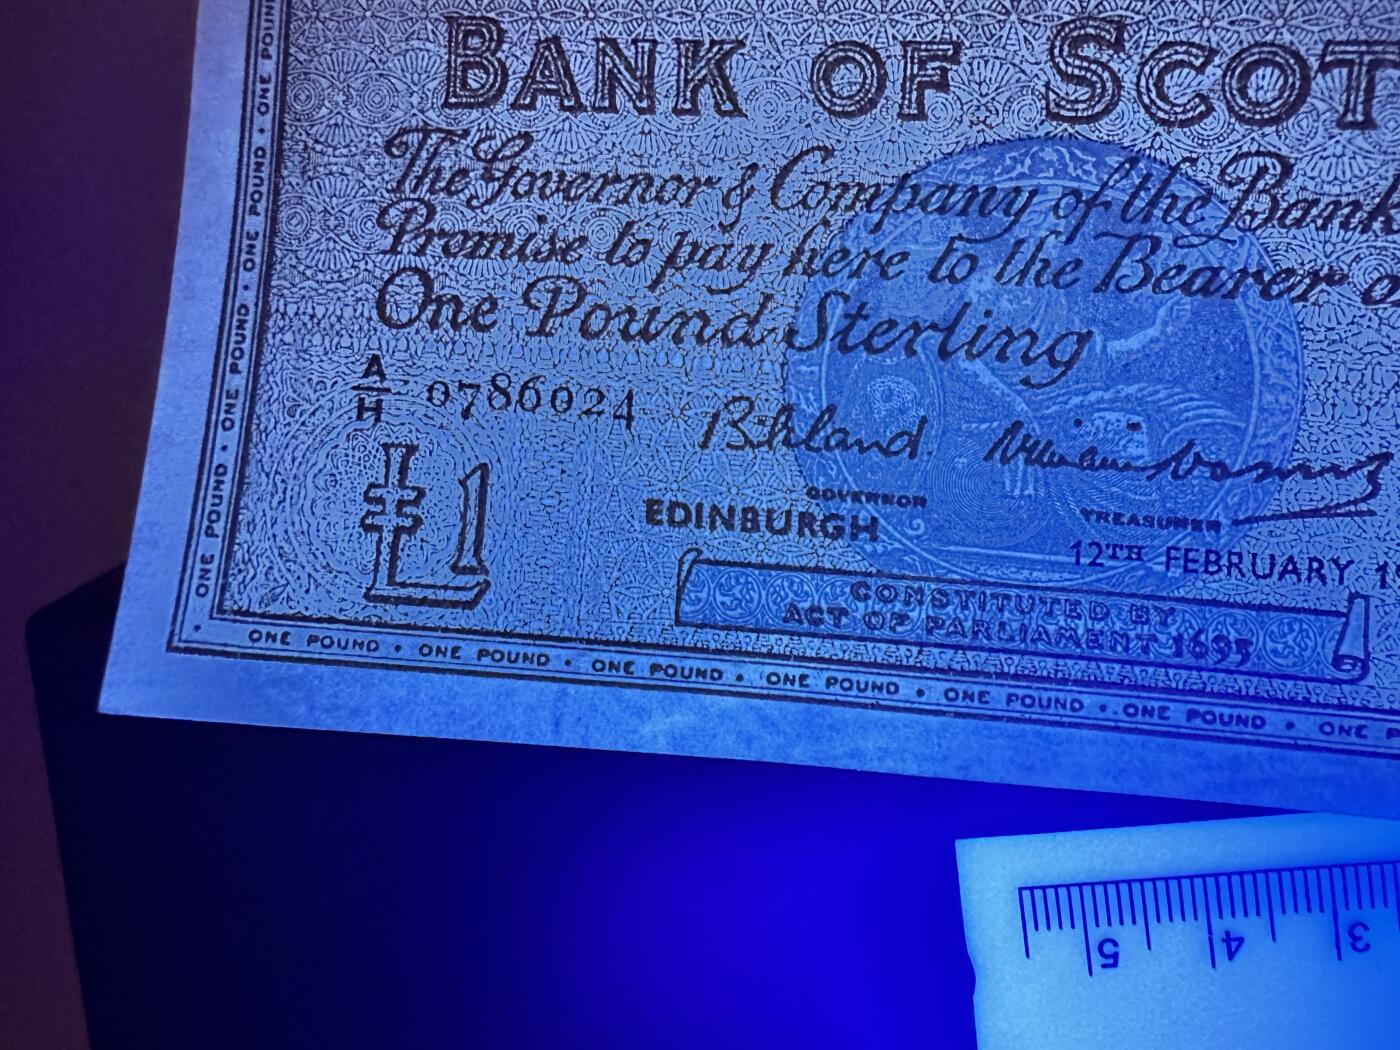 BANK OF SCOT
The Governor & Company of the Bank
Promise to pay here to the Bearer o
One Pound Sterling
A
H
0786024
GOVERNOR
TREASURER
EDINBURGH
12TH FEBRUARY 19
£1
CONSTITUTED BY
ACT OF PARLIAMENT 1695
ONE POUND • ONE POUND • ONE POUND • ONE POUND • ONE POUND • ONE POUN
ONE POUND • ONE POUND • ONE POUND • ONE POUND • ONE POUND • ONE POUND • ONE P
5 4 3